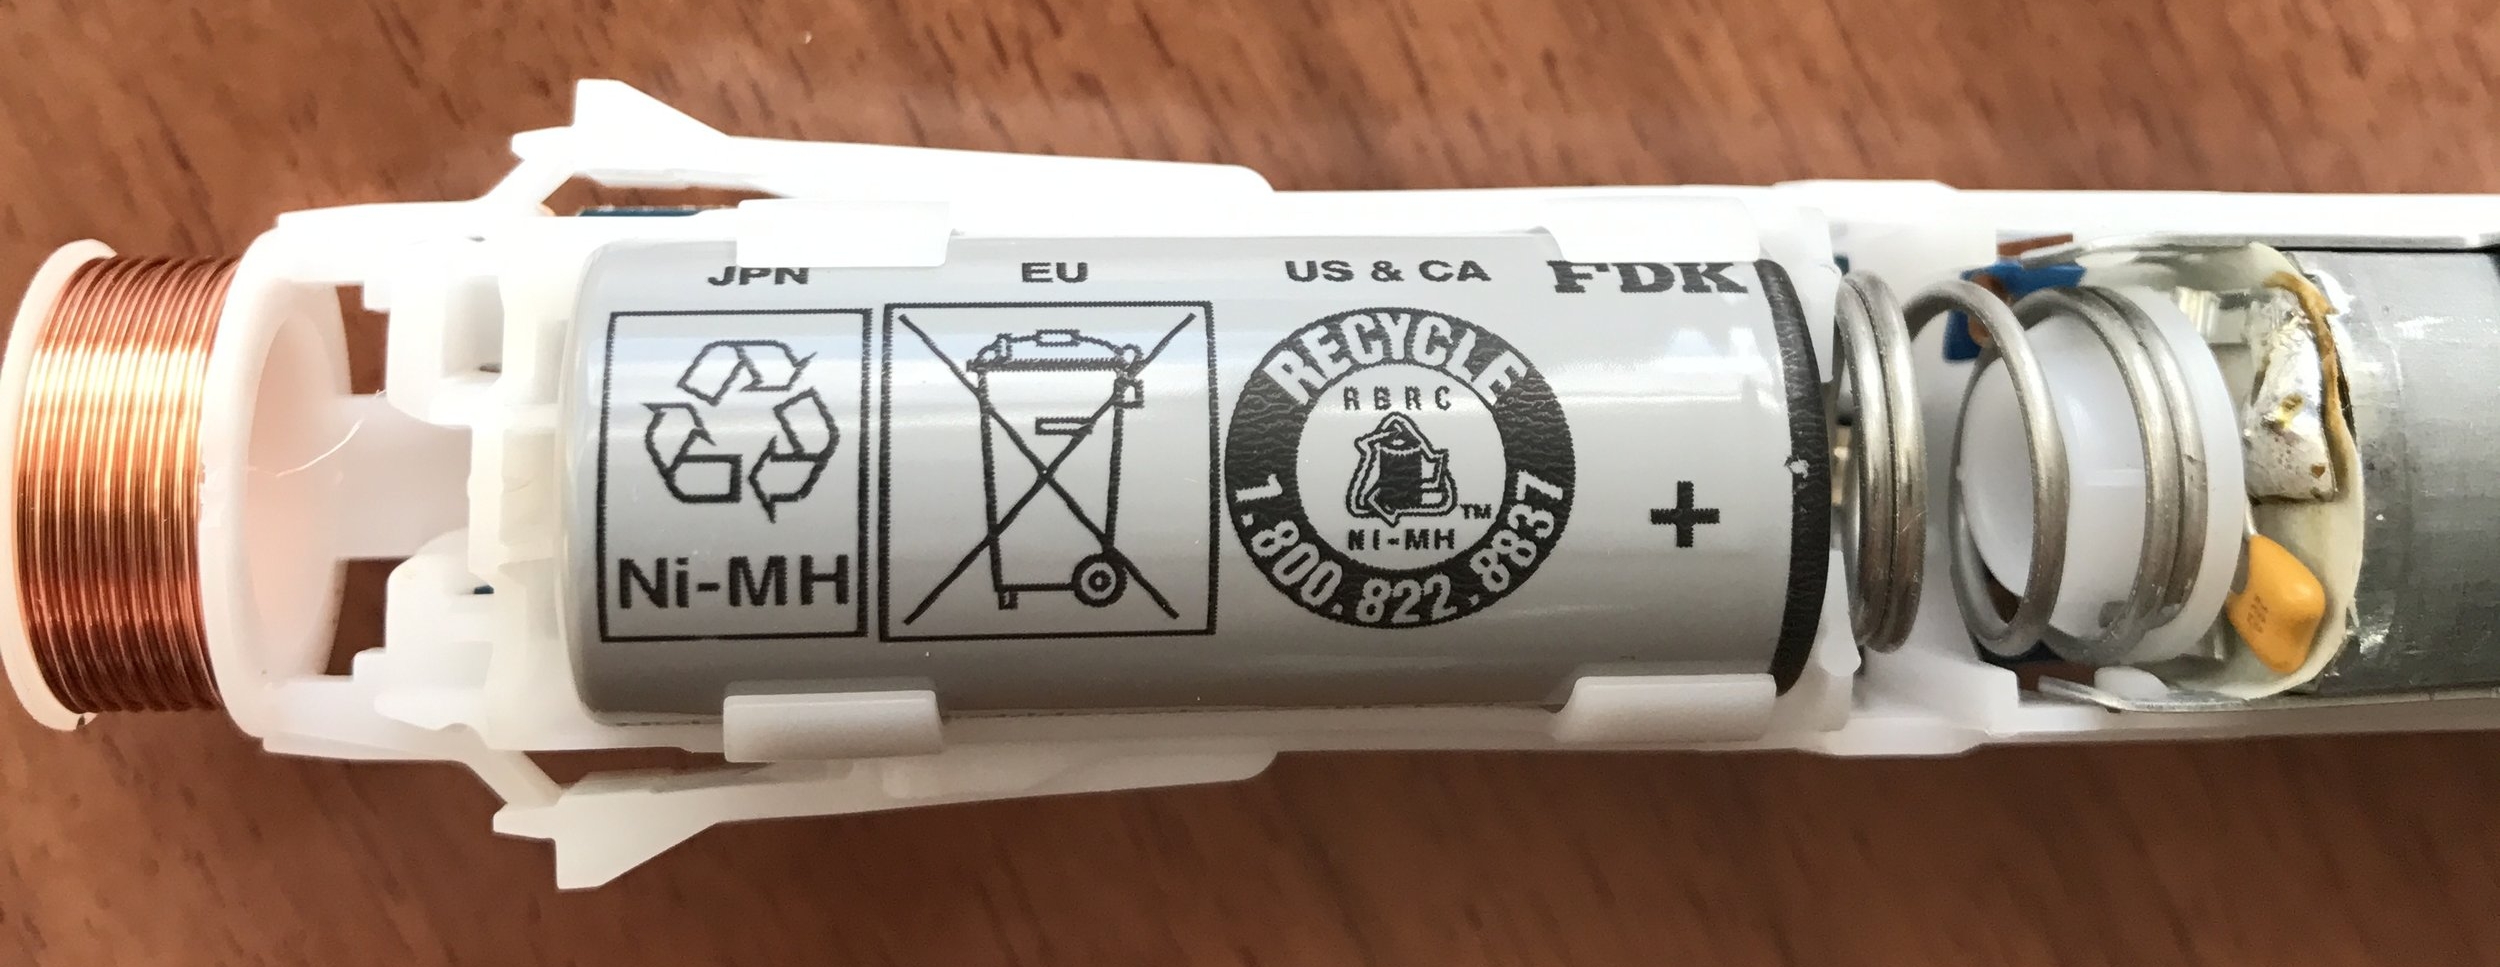 JPN
EU
US & CA
FDK
Ni-MH
RECYCLE
RBRC
TM
NI-MH
1.800.822.8837
+